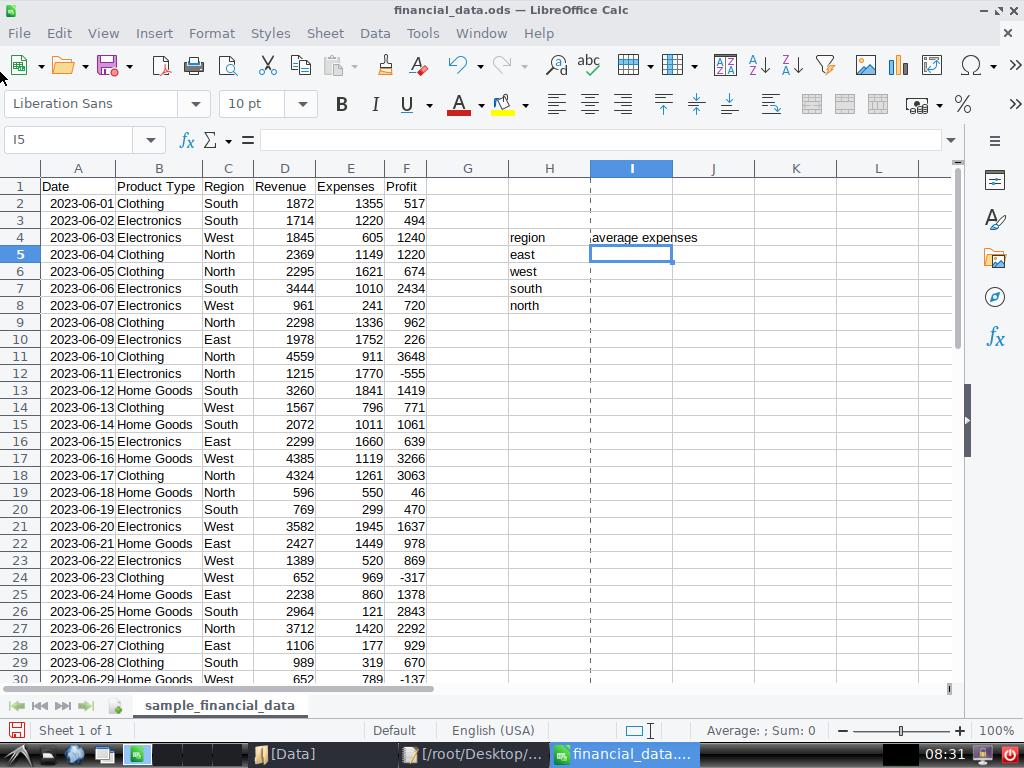 financial_data.ods — LibreOffice Calc
File Edit View Insert Format Styles Sheet Data Tools Window Help
Liberation Sans 10 pt B I U A
I5
A B C D E F G H I J K L
1 Date Product Type Region Revenue Expenses Profit
2 2023-06-01 Clothing South 1872 1355 517
3 2023-06-02 Electronics South 1714 1220 494
4 2023-06-03 Electronics West 1845 605 1240 region average expenses
5 2023-06-04 Clothing North 2369 1149 1220 east
6 2023-06-05 Clothing North 2295 1621 674 west
7 2023-06-06 Electronics South 3444 1010 2434 south
8 2023-06-07 Electronics West 961 241 720 north
9 2023-06-08 Clothing North 2298 1336 962
10 2023-06-09 Electronics East 1978 1752 226
11 2023-06-10 Clothing North 4559 911 3648
12 2023-06-11 Electronics North 1215 1770 -555
13 2023-06-12 Home Goods South 3260 1841 1419
14 2023-06-13 Clothing West 1567 796 771
15 2023-06-14 Home Goods South 2072 1011 1061
16 2023-06-15 Electronics East 2299 1660 639
17 2023-06-16 Home Goods West 4385 1119 3266
18 2023-06-17 Clothing North 4324 1261 3063
19 2023-06-18 Home Goods North 596 550 46
20 2023-06-19 Electronics South 769 299 470
21 2023-06-20 Electronics West 3582 1945 1637
22 2023-06-21 Home Goods East 2427 1449 978
23 2023-06-22 Electronics West 1389 520 869
24 2023-06-23 Clothing West 652 969 -317
25 2023-06-24 Home Goods East 2238 860 1378
26 2023-06-25 Home Goods South 2964 121 2843
27 2023-06-26 Electronics North 3712 1420 2292
28 2023-06-27 Clothing East 1106 177 929
29 2023-06-28 Clothing South 989 319 670
30 2023-06-29 Home Goods West 652 789 -137
sample_financial_data
Sheet 1 of 1 Default English (USA) Average: ; Sum: 0 100%
[Data] [/root/Desktop/... financial_data.... 08:31